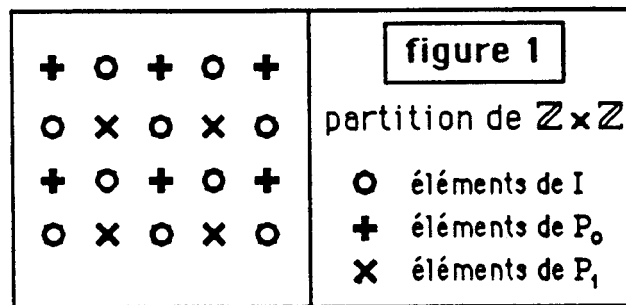 figure 1
partition de ℤ×ℤ
éléments de I
éléments de P₀
éléments de P₁